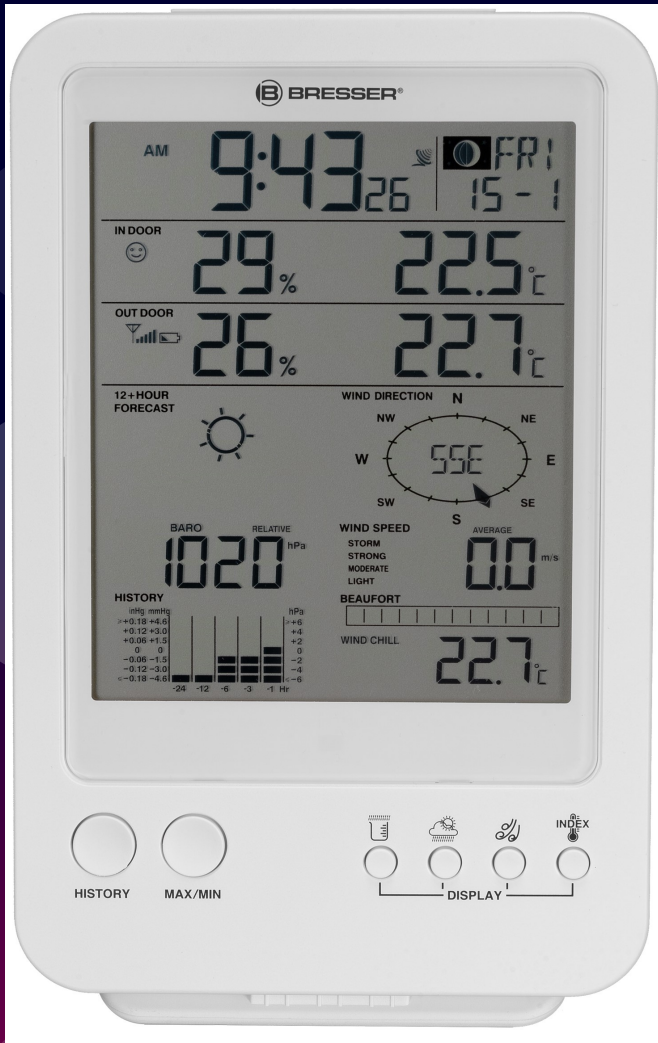 B BRESSER®
AM 9:43 26 FRI
15 - 1
IN DOOR
29% 22.5°C
OUT DOOR
26% 22.7°C
12+HOUR
FORECAST
WIND DIRECTION
N
NW NE
W SSE E
SW SE
S
BARO RELATIVE
1020 hPa
WIND SPEED AVERAGE
STORM
STRONG
MODERATE
LIGHT
0.0 m/s
HISTORY
inHg mmHg hPa
≥+0.18 +4.6 ≥+6
+0.12 +3.0 +4
+0.06 +1.5 +2
0 0 0
-0.06 -1.5 -2
-0.12 -3.0 -4
≤-0.18 -4.6 ≤-6
-24 -12 -6 -3 -1 Hr
BEAUFORT
WIND CHILL
22.7°C
INDEX
HISTORY MAX/MIN
DISPLAY